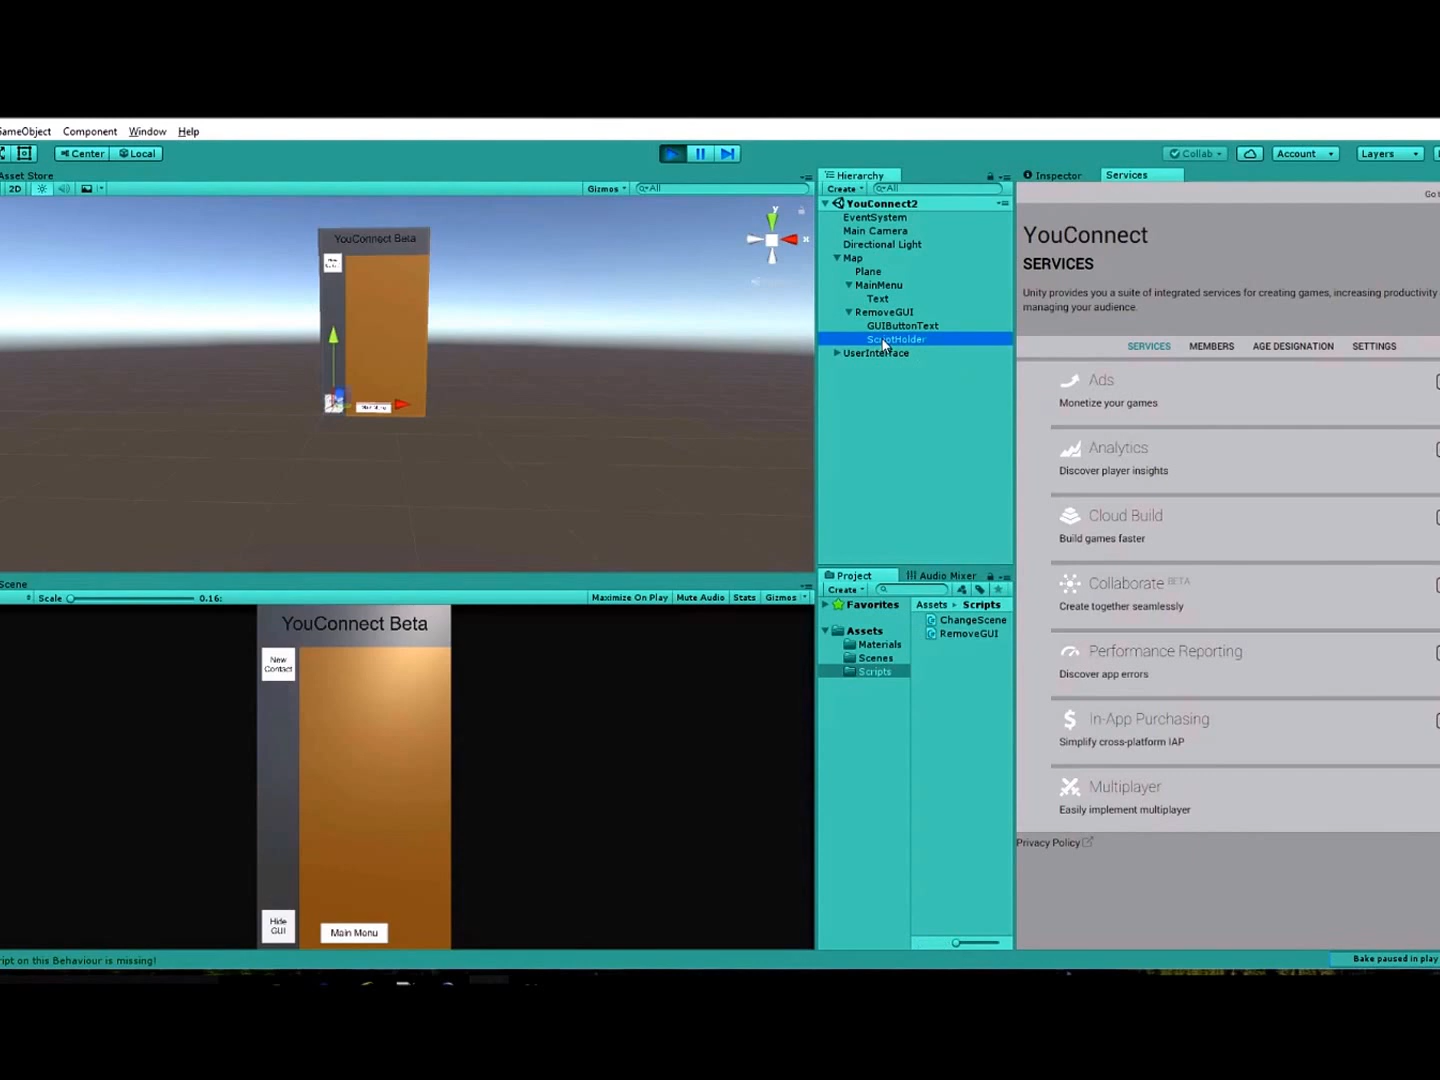 GameObject Component Window Help
Center Local Collab Account Layers
Asset Store Hierarchy Inspector Services
2D Gizmos All Create All
YouConnect2
EventSystem
Main Camera
Directional Light
Map
Plane
MainMenu
Text
RemoveGUI
GUIButtonText
ScriptHolder
UserInterface
YouConnect Beta
Main Menu
y
x
Go t
YouConnect
SERVICES
Unity provides you a suite of integrated services for creating games, increasing productivity
managing your audience.
SERVICES MEMBERS AGE DESIGNATION SETTINGS
Ads
Monetize your games
Analytics
Discover player insights
Cloud Build
Build games faster
Collaborate BETA
Create together seamlessly
Performance Reporting
Discover app errors
In-App Purchasing
Simplify cross-platform IAP
Multiplayer
Easily implement multiplayer
Privacy Policy
Scene
Scale 0.16: Maximize On Play Mute Audio Stats Gizmos
YouConnect Beta
New
Contact
Hide
GUI
Main Menu
Project Audio Mixer
Create
Favorites
Assets
Materials
Scenes
Scripts
Assets Scripts
ChangeScene
RemoveGUI
ript on this Behaviour is missing!
Bake paused in play